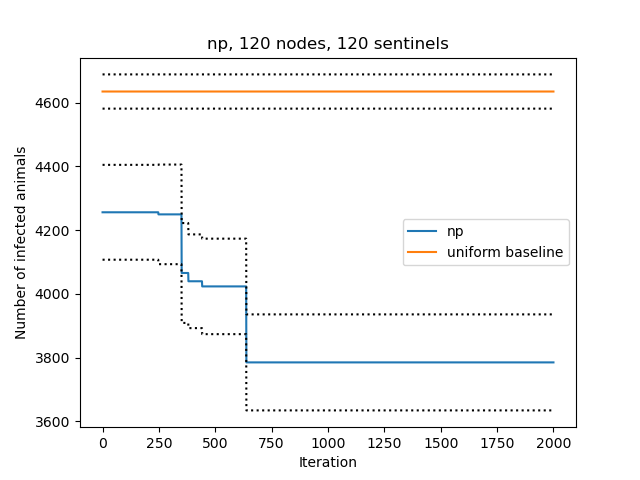 np, 120 nodes, 120 sentinels
Number of infected animals
4600
4400
4200
4000
3800
3600
np
uniform baseline
0 250 500 750 1000 1250 1500 1750 2000
Iteration